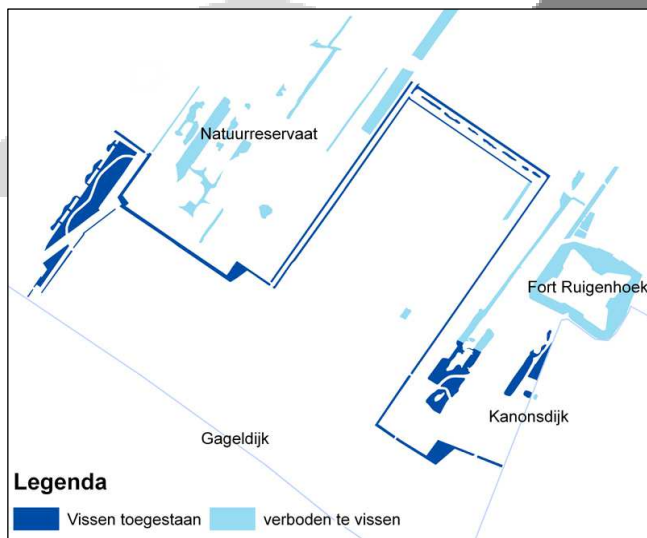 Natuurreservaat
Fort Ruigenhoek
Kanonsdijk
Gageldijk
Legenda
Vissen toegestaan verboden te vissen